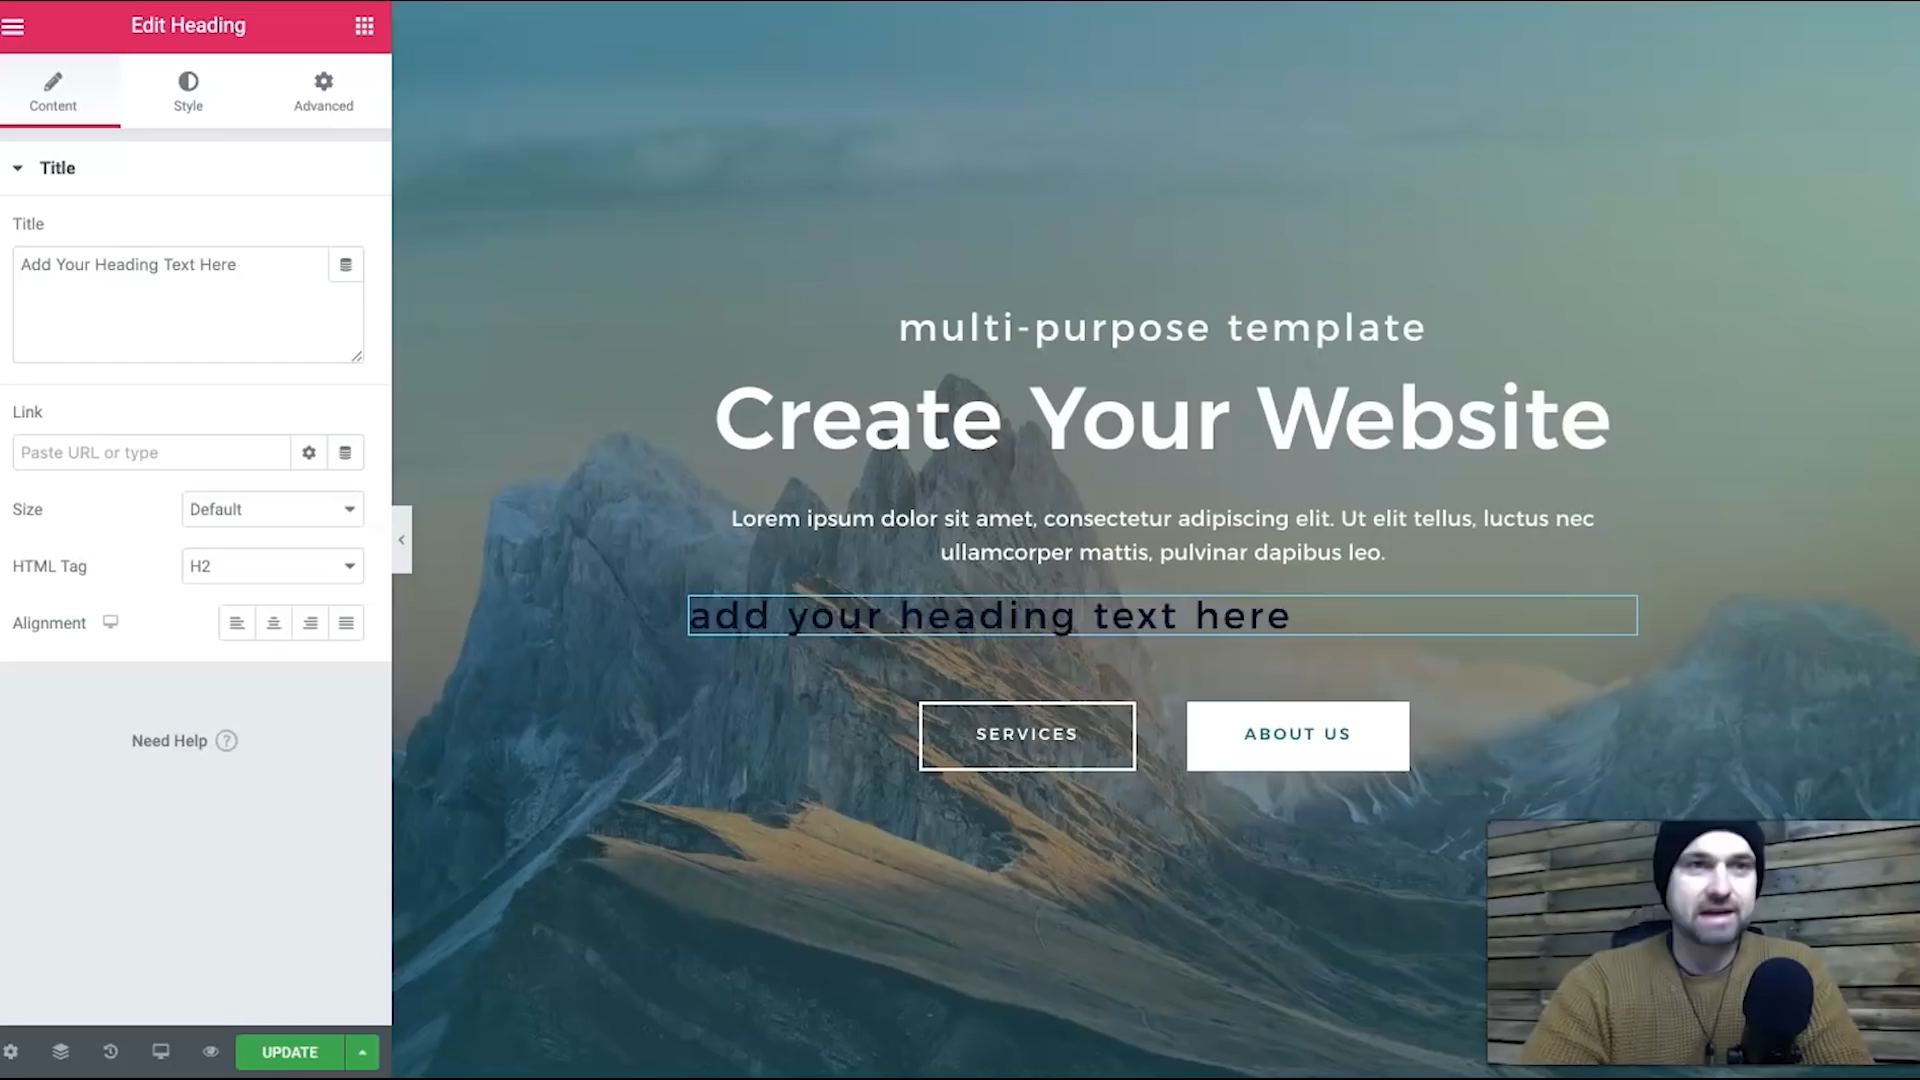 Edit Heading
Content
Style
Advanced
Title
Title
Add Your Heading Text Here
Link
Paste URL or type
Size
Default
HTML Tag
H2
Alignment
Need Help ?
UPDATE
multi-purpose template
Create Your Website
Lorem ipsum dolor sit amet, consectetur adipiscing elit. Ut elit tellus, luctus nec
ullamcorper mattis, pulvinar dapibus leo.
add your heading text here
SERVICES
ABOUT US